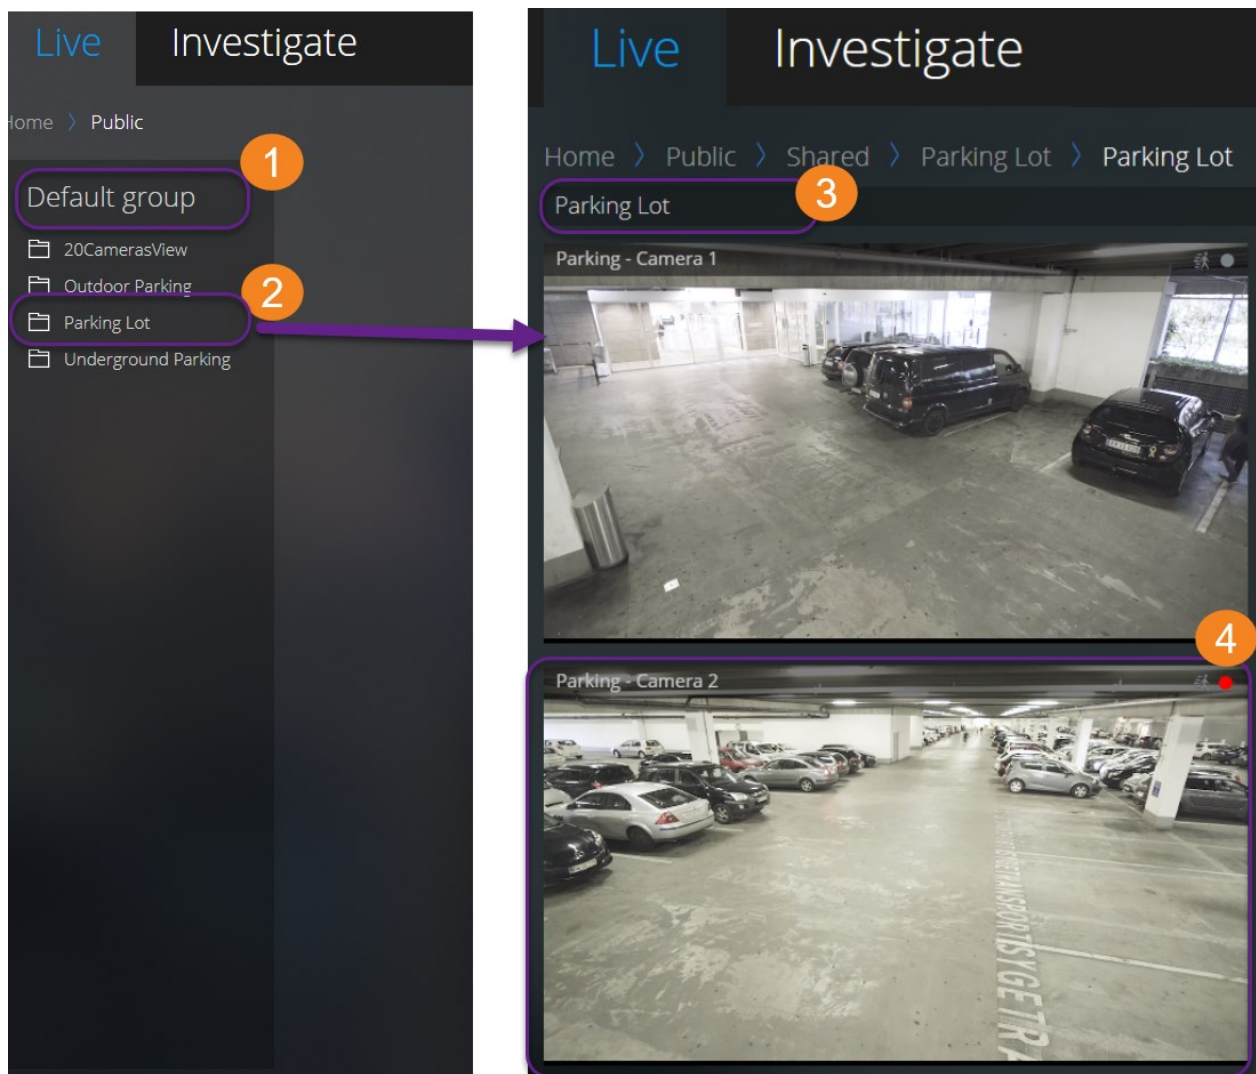 Live Investigate
Home > Public
1
Default group
20CamerasView
2
Outdoor Parking
Parking Lot
Underground Parking
Live Investigate
Home > Public > Shared > Parking Lot > Parking Lot
3
Parking Lot
Parking - Camera 1
4
Parking - Camera 2